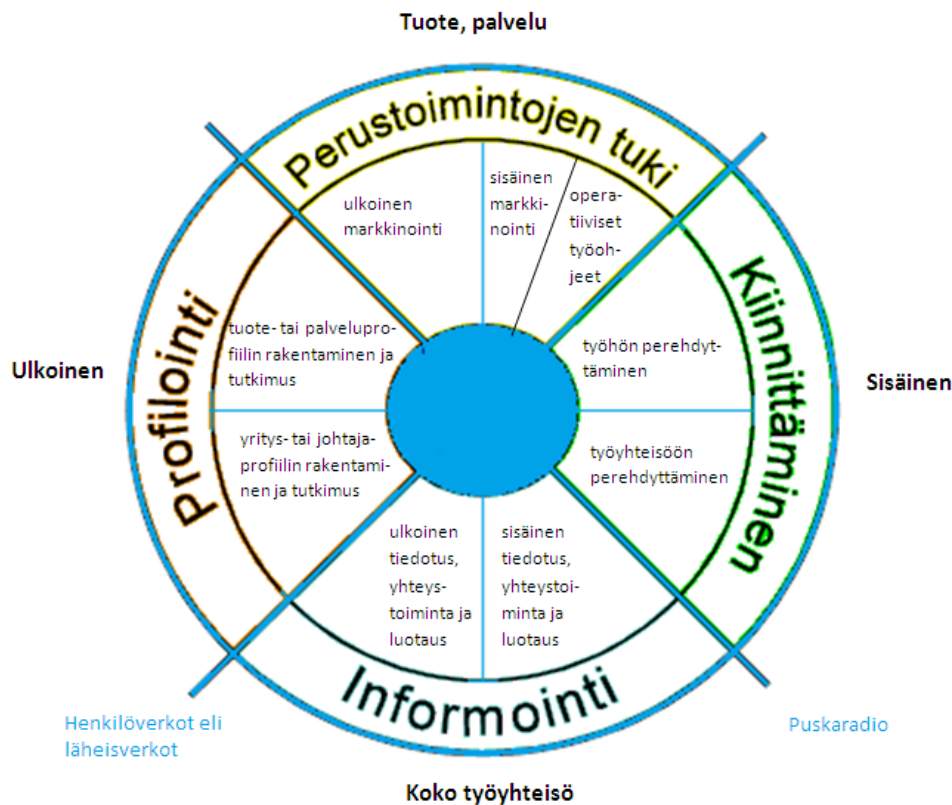 Tuote, palvelu
Perustoimintojen tuki
ulkoinen
markkinointi
sisäinen
markki-
nointi
opera-
tiiviset
työoh-
jeet
Profilointi
Kiinnittäminen
tuote- tai palvelupro-
fiilin rakentaminen ja
tutkimus
työhön perehdyt-
täminen
Ulkoinen
Sisäinen
yritys- tai johtaja-
profiilin rakentami-
nen ja tutkimus
työyhteisöön
perehdyttäminen
ulkoinen
tiedotus,
yhteys-
toiminta ja
luotaus
sisäinen
tiedotus,
yhteystoi-
minta ja
luotaus
Informointi
Henkilöverkot eli
läheisverkot
Puskaradio
Koko työyhteisö